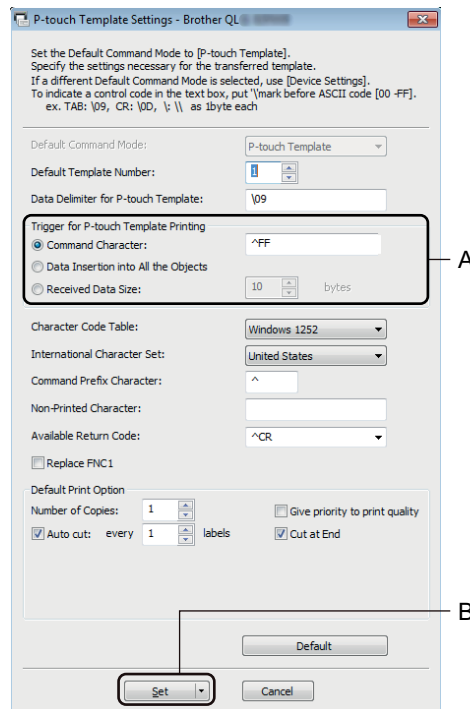 P-touch Template Settings - Brother QL
Set the Default Command Mode to [P-touch Template].
Specify the settings necessary for the transferred template.
If a different Default Command Mode is selected, use [Device Settings].
To indicate a control code in the text box, put '\'mark before ASCII code [00 -FF].
ex. TAB: \09, CR: \0D, \: \\ as 1byte each
Default Command Mode: P-touch Template
Default Template Number: 1
Data Delimiter for P-touch Template: \09
Trigger for P-touch Template Printing
Command Character: ^FF
A
Data Insertion into All the Objects
Received Data Size: 10 bytes
Character Code Table: Windows 1252
International Character Set: United States
Command Prefix Character: ^
Non-Printed Character:
Available Return Code: ^CR
Replace FNC1
Default Print Option
Number of Copies: 1 Give priority to print quality
Auto cut: every 1 labels Cut at End
B
Default
Set Cancel